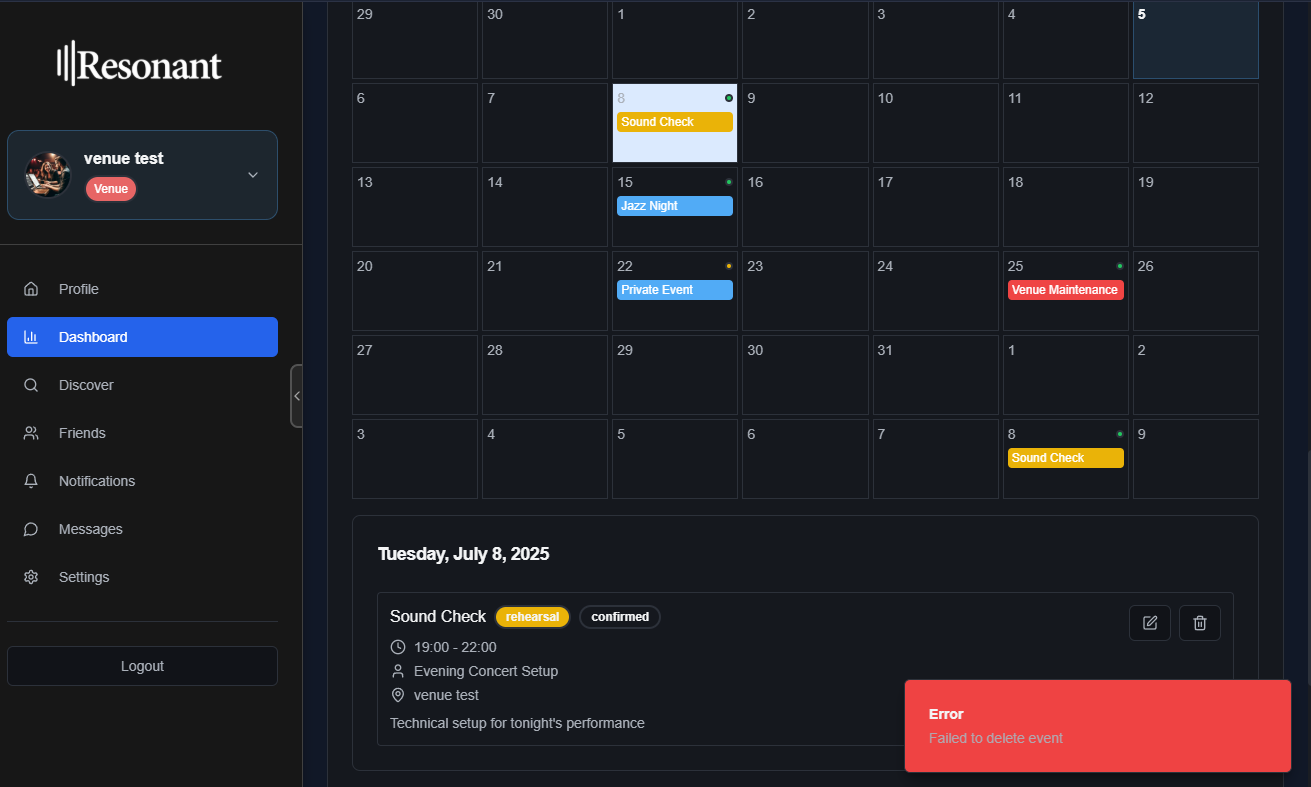 Resonant
venue test
Venue
Profile
Dashboard
Discover
Friends
Notifications
Messages
Settings
Logout
29 30 1 2 3 4 5
6 7 8 9 10 11 12
Sound Check
13 14 15 16 17 18 19
Jazz Night
20 21 22 23 24 25 26
Private Event Venue Maintenance
27 28 29 30 31 1 2
3 4 5 6 7 8 9
Sound Check
Tuesday, July 8, 2025
Sound Check rehearsal confirmed
19:00 - 22:00
Evening Concert Setup
venue test
Technical setup for tonight's performance
Error
Failed to delete event